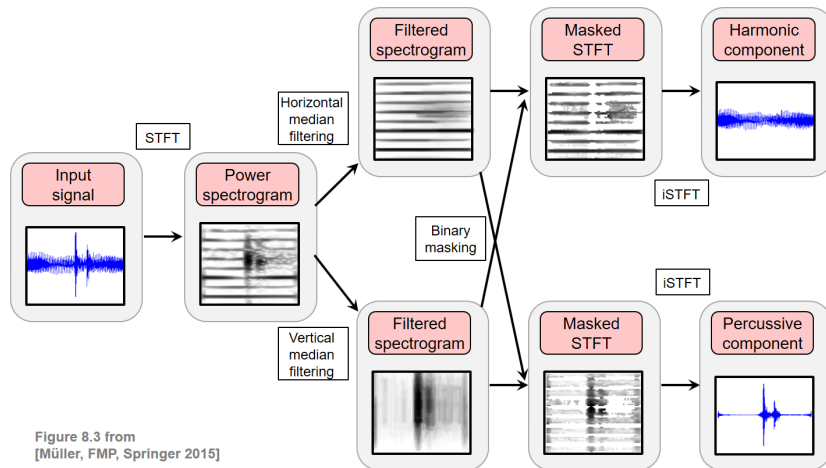 Filtered
spectrogram
Masked
STFT
Harmonic
component
Horizontal
median
filtering
STFT
Input
signal
Power
spectrogram
iSTFT
Binary
masking
iSTFT
Vertical
median
filtering
Filtered
spectrogram
Masked
STFT
Percussive
component
Figure 8.3 from
[Müller, FMP, Springer 2015]